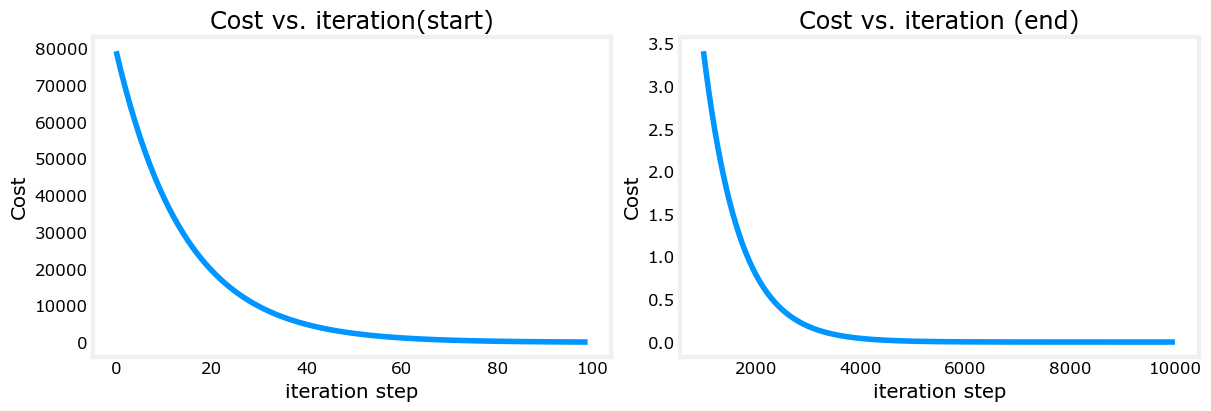 Cost vs. iteration(start)
80000
70000
60000
50000
40000
30000
20000
10000
0
Cost
0 20 40 60 80 100
iteration step
Cost vs. iteration (end)
3.5
3.0
2.5
2.0
1.5
1.0
0.5
0.0
Cost
2000 4000 6000 8000 10000
iteration step